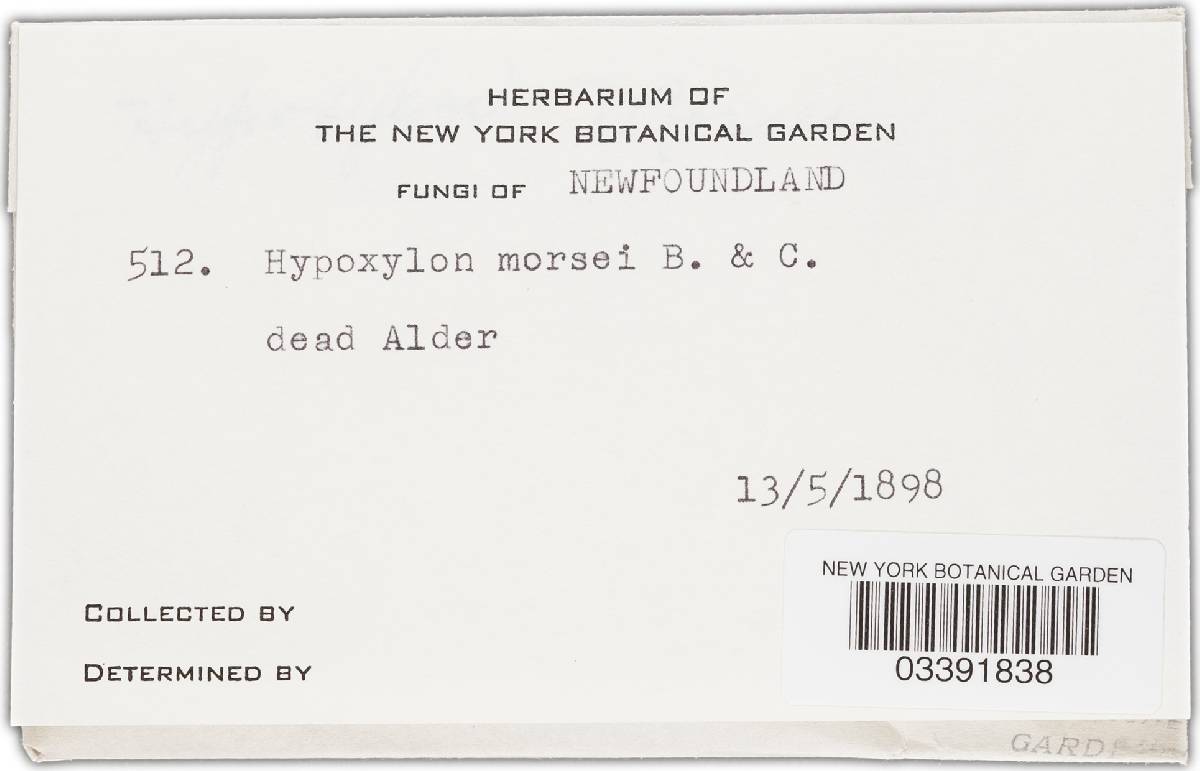 HERBARIUM OF
THE NEW YORK BOTANICAL GARDEN
FUNGI OF NEWFOUNDLAND
512. Hypoxylon morsei B. & C.
dead Alder
13/5/1898
NEW YORK BOTANICAL GARDEN
03391838
COLLECTED BY
DETERMINED BY